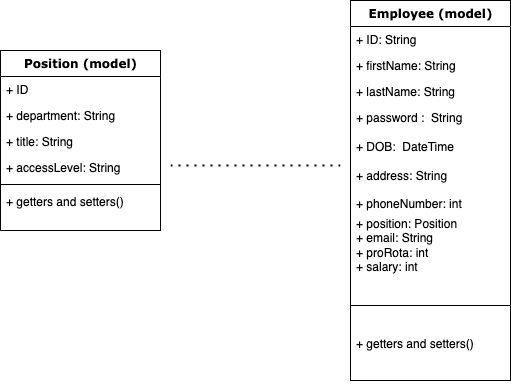 Position (model)
+ ID
+ department: String
+ title: String
+ accessLevel: String
+ getters and setters()
Employee (model)
+ ID: String
+ firstName: String
+ lastName: String
+ password : String
+ DOB: DateTime
+ address: String
+ phoneNumber: int
+ position: Position
+ email: String
+ proRota: int
+ salary: int
+ getters and setters()